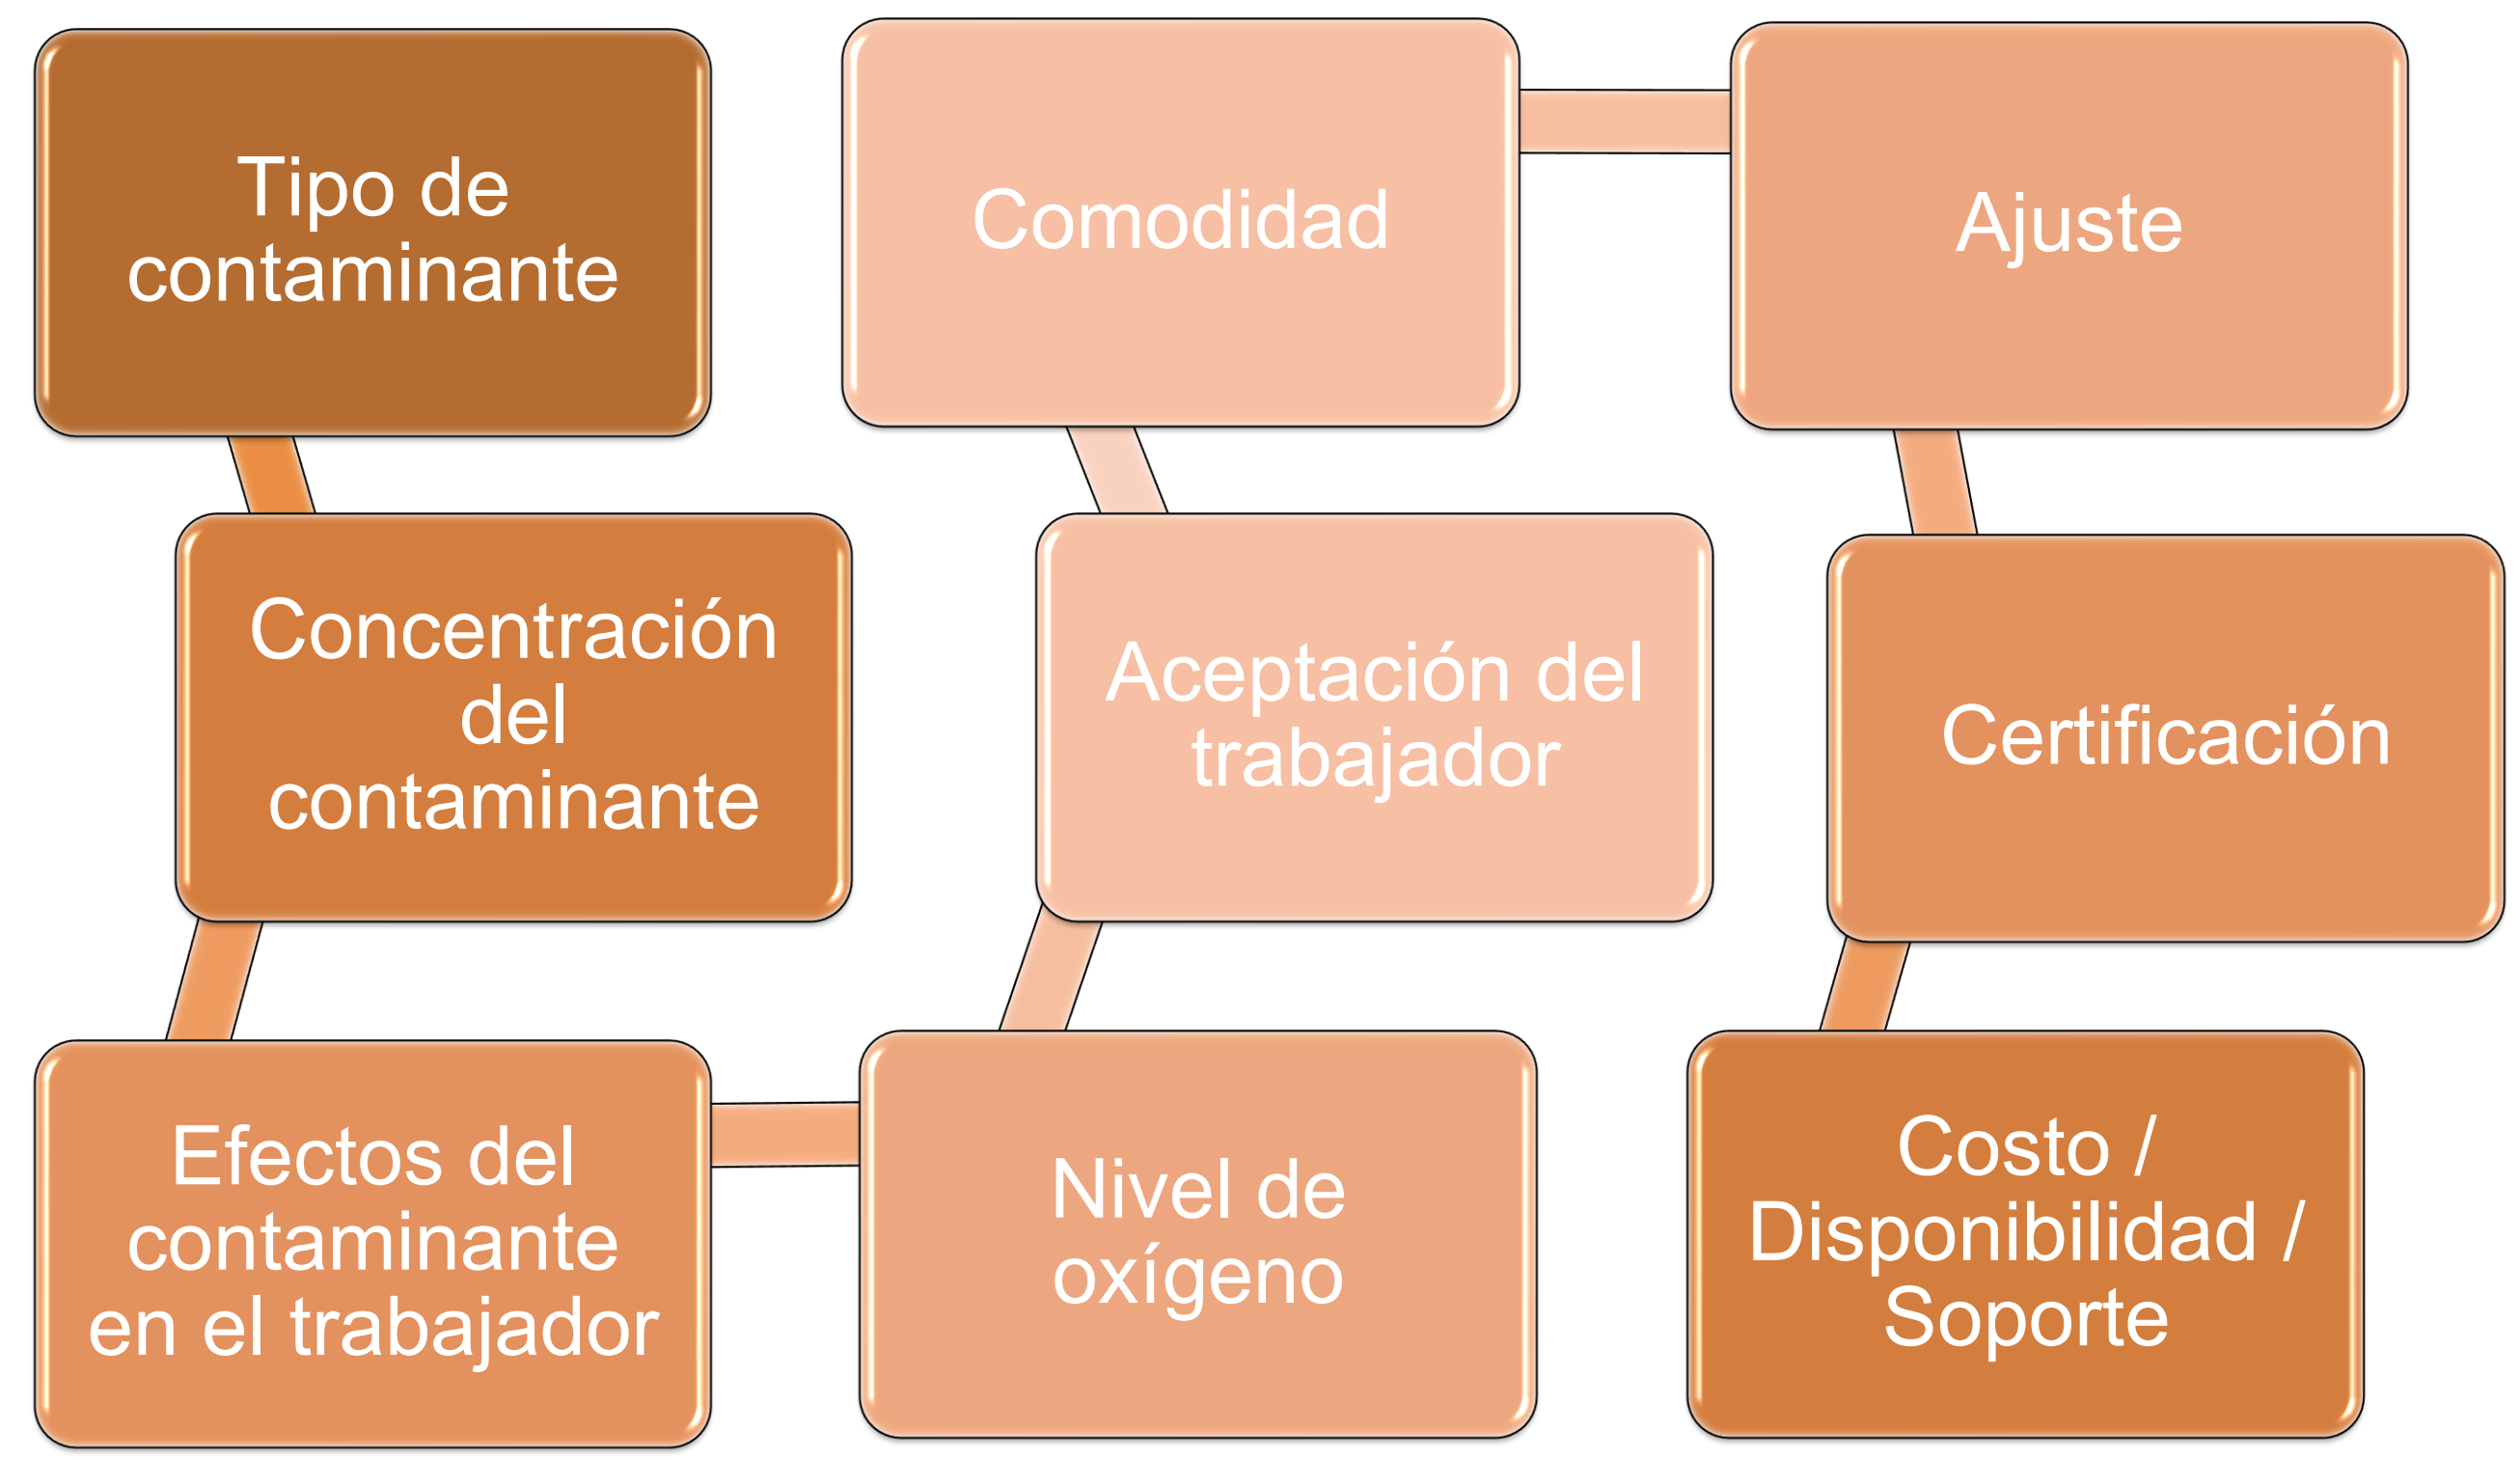 Tipo de
contaminante
Concentración
del
contaminante
Efectos del
contaminante
en el trabajador
Nivel de
oxígeno
Aceptación del
trabajador
Comodidad
Ajuste
Certificación
Costo /
Disponibilidad /
Soporte